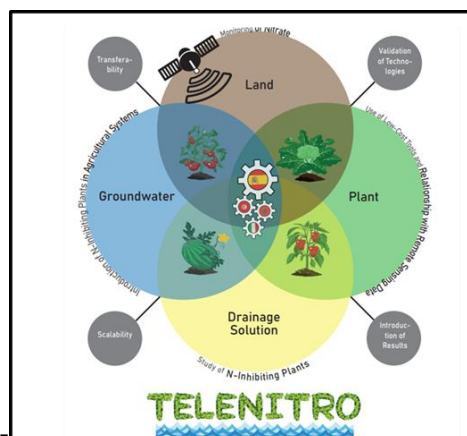 Monitoring of Nitrate
Transfera-
bility
Validation
of Techno-
logies
Land
Introduction of N-Inhibiting Plants in Agricultural Systems
Use of Low-Cost Tools and Relationship with Remote Sensing Data
Groundwater
Plant
Drainage
Solution
Scalability
Introduc-
tion of
Results
Study of N-Inhibiting Plants
TELENITRO